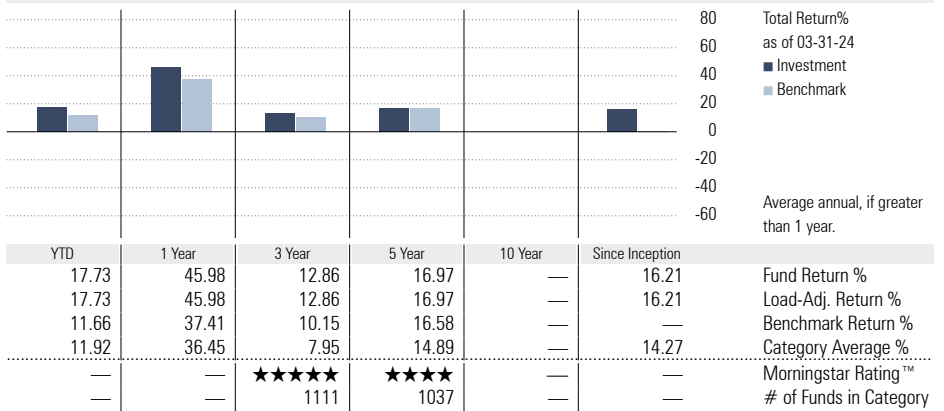 80 Total Return%
60 as of 03-31-24
40 ■ Investment
20 ■ Benchmark
0
-20
-40
-60
Average annual, if greater
than 1 year.
YTD 1 Year 3 Year 5 Year 10 Year Since Inception
17.73 45.98 12.86 16.97 — 16.21 Fund Return %
17.73 45.98 12.86 16.97 — 16.21 Load-Adj. Return %
11.66 37.41 10.15 16.58 — — Benchmark Return %
11.92 36.45 7.95 14.89 — 14.27 Category Average %
— — ★★★★★ ★★★★ — — Morningstar Rating™
— — 1111 1037 — — # of Funds in Category